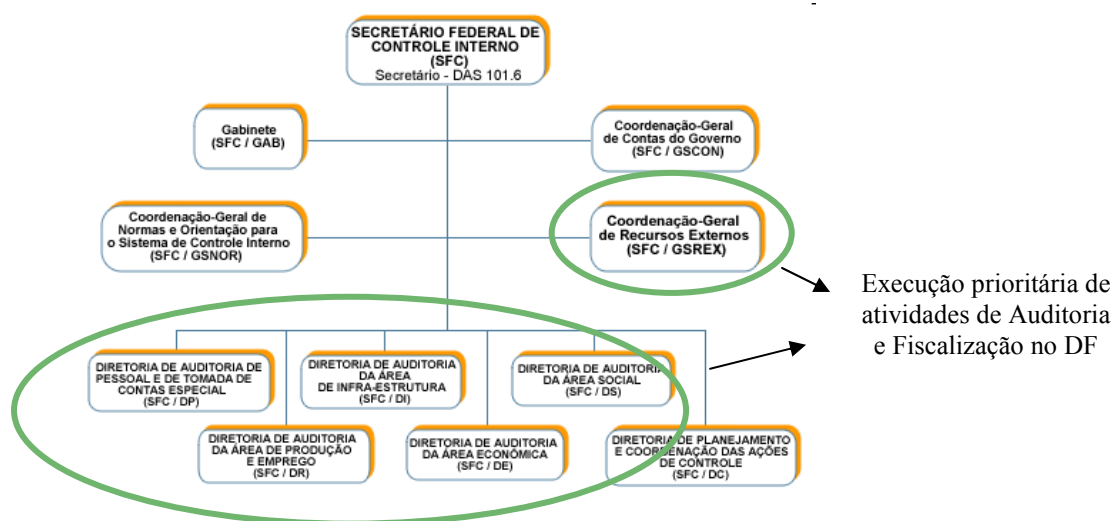 SECRETÁRIO FEDERAL DE
CONTROLE INTERNO
(SFC)
Secretário - DAS 101.6
Gabinete
(SFC / GAB)
Coordenação-Geral
de Contas do Governo
(SFC / GSCON)
Coordenação-Geral de
Normas e Orientação para
o Sistema de Controle Interno
(SFC / GSNOR)
Coordenação-Geral
de Recursos Externos
(SFC / GSREX)
Execução prioritária de
atividades de Auditoria
e Fiscalização no DF
DIRETORIA DE AUDITORIA DE
PESSOAL E DE TOMADA DE
CONTAS ESPECIAL
(SFC / DP)
DIRETORIA DE AUDITORIA
DA ÁREA
DE INFRA-ESTRUTURA
(SFC / DI)
DIRETORIA DE AUDITORIA
DA ÁREA SOCIAL
(SFC / DS)
DIRETORIA DE AUDITORIA
DA ÁREA DE PRODUÇÃO
E EMPREGO
(SFC / DR)
DIRETORIA DE AUDITORIA
DA ÁREA ECONÔMICA
(SFC / DE)
DIRETORIA DE PLANEJAMENTO
E COORDENAÇÃO DAS AÇÕES
DE CONTROLE
(SFC / DC)